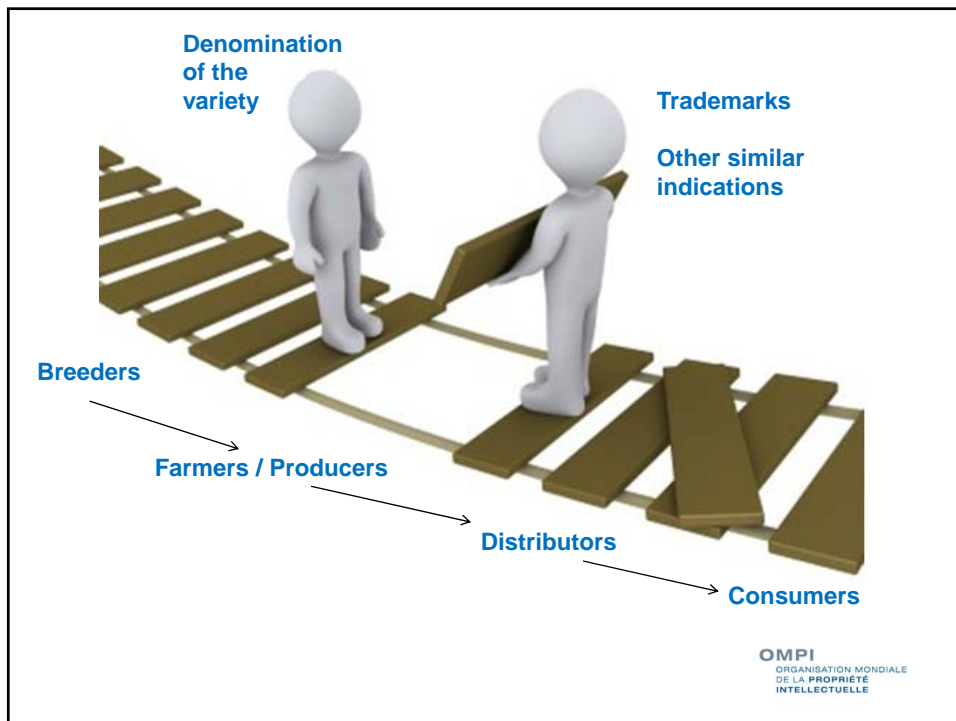 Denomination
of the
variety
Trademarks
Other similar
indications
Breeders
Farmers / Producers
Distributors
Consumers
OMPI
ORGANISATION MONDIALE
DE LA PROPRIÉTÉ
INTELLECTUELLE